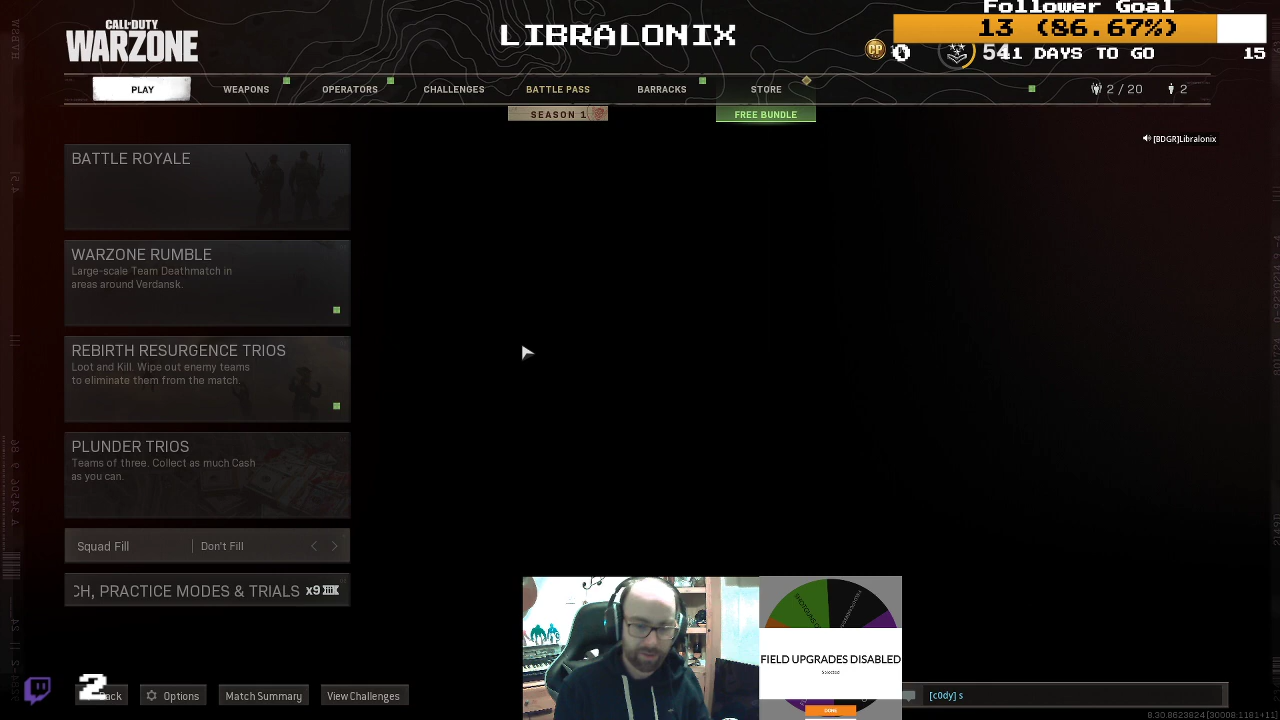 Follower Goal
CALL OF DUTY
WARZONE
LIBRALONIX
13 (86.67%)
CP 0
541 DAYS TO GO 15
PLAY WEAPONS OPERATORS CHALLENGES BATTLE PASS BARRACKS STORE 2 / 20 2
SEASON 1 FREE BUNDLE
[BDGR]Libralonix
BATTLE ROYALE
WARZONE RUMBLE
Large-scale Team Deathmatch in
areas around Verdansk.
REBIRTH RESURGENCE TRIOS
Loot and Kill. Wipe out enemy teams
to eliminate them from the match.
PLUNDER TRIOS
Teams of three. Collect as much Cash
as you can.
Squad Fill Don't Fill
CH, PRACTICE MODES & TRIALS x9
FIELD UPGRADES DISABLED
2 ack Options Match Summary View Challenges
[c0dy] s